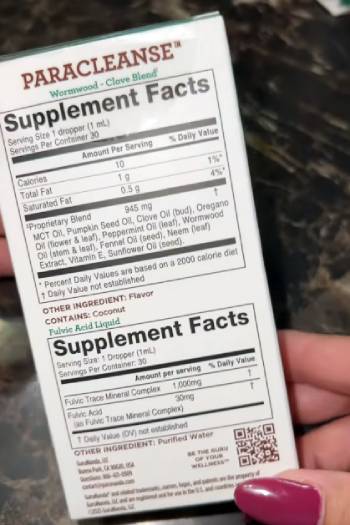 PARACLEANSE™
Wormwood - Clove Blend
Supplement Facts
Serving Size 1 dropper (1 mL)
Servings Per Container 30
Amount Per Serving % Daily Value
Calories 10
Total Fat 1 g 1%*
Saturated Fat 0.5 g 4%*
Proprietary Blend 945 mg †
MCT Oil, Pumpkin Seed Oil, Clove Oil (bud), Oregano
Oil (flower & leaf), Peppermint Oil (leaf), Wormwood
Oil (stem & leaf), Fennel Oil (seed), Neem (leaf)
Extract, Vitamin E, Sunflower Oil (seed).
* Percent Daily Values are based on a 2000 calorie diet
† Daily Value not established
OTHER INGREDIENT: Flavor
CONTAINS: Coconut
Fulvic Acid Liquid
Supplement Facts
Serving Size: 1 Dropper (1mL)
Servings Per Container: 30
Amount per serving % Daily Value
Fulvic Trace Mineral Complex 1,000mg †
Fulvic Acid 30mg †
(as Fulvic Trace Mineral Complex)
† Daily Value (DV) not established
OTHER INGREDIENT: Purified Water
BE THE GURU
OF YOUR
WELLNESS™